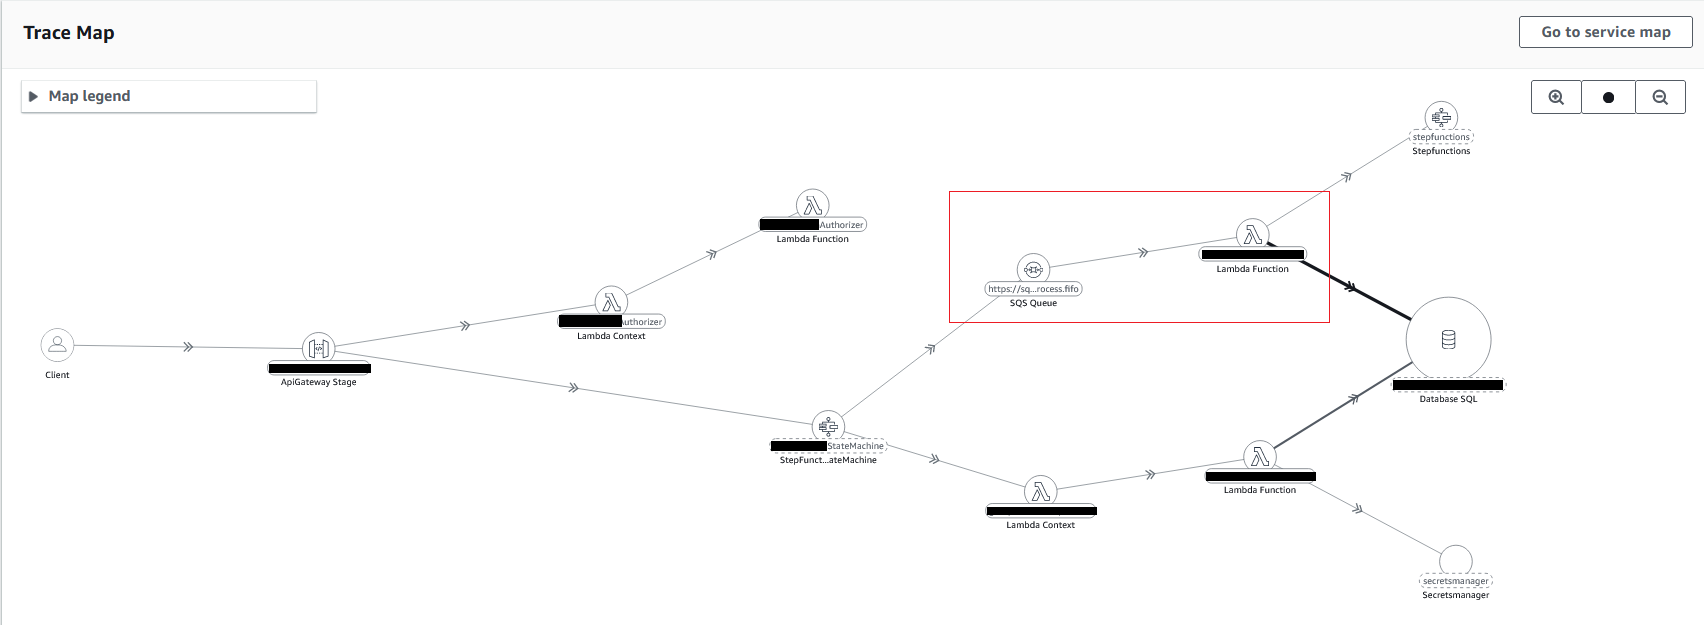 Trace Map
Go to service map
Map legend
stepfunctions
Stepfunctions
Authorizer
Lambda Function
Lambda Function
https://sq...rocess.fifo
SQS Queue
uthorizer
Lambda Context
Client
ApiGateway Stage
Database SQL
StateMachine
StepFunct...ateMachine
Lambda Function
Lambda Context
secretsmanager
Secretsmanager